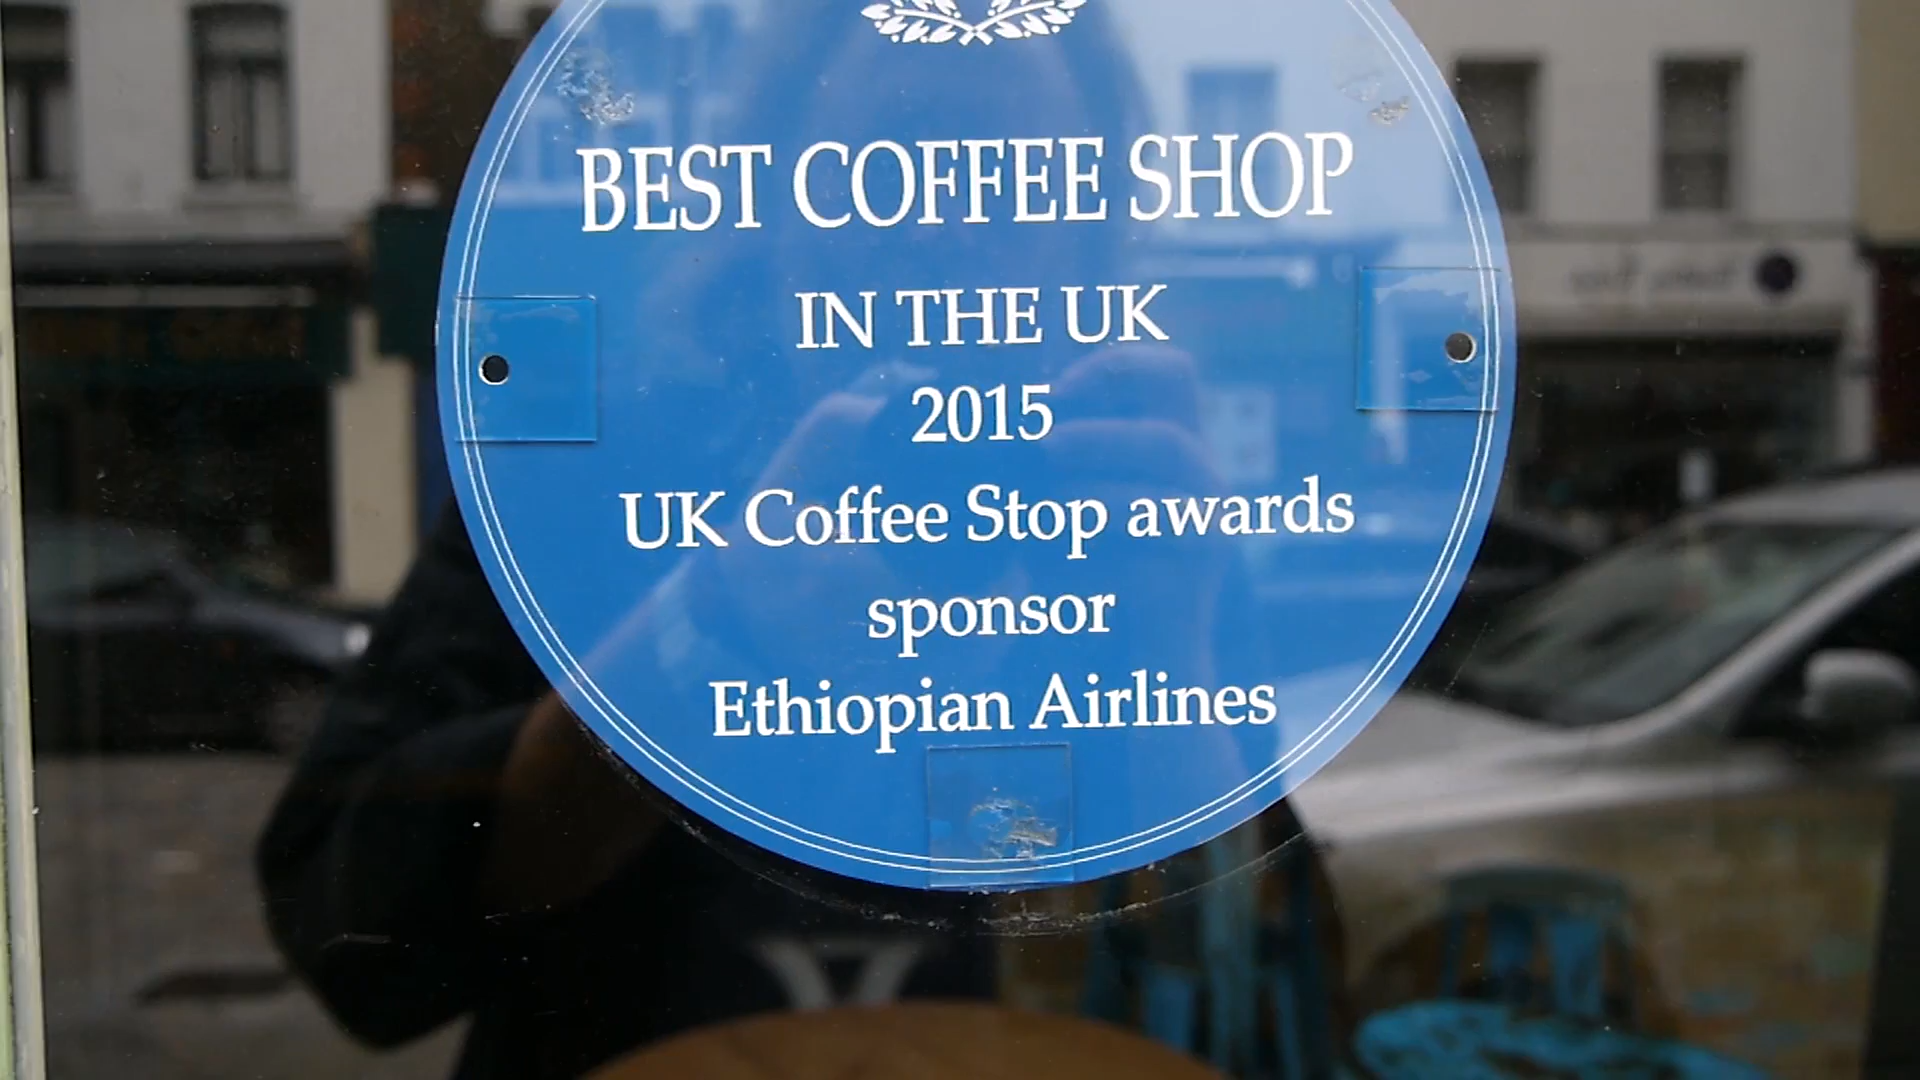 BEST COFFEE SHOP
IN THE UK
2015
UK Coffee Stop awards
sponsor
Ethiopian Airlines